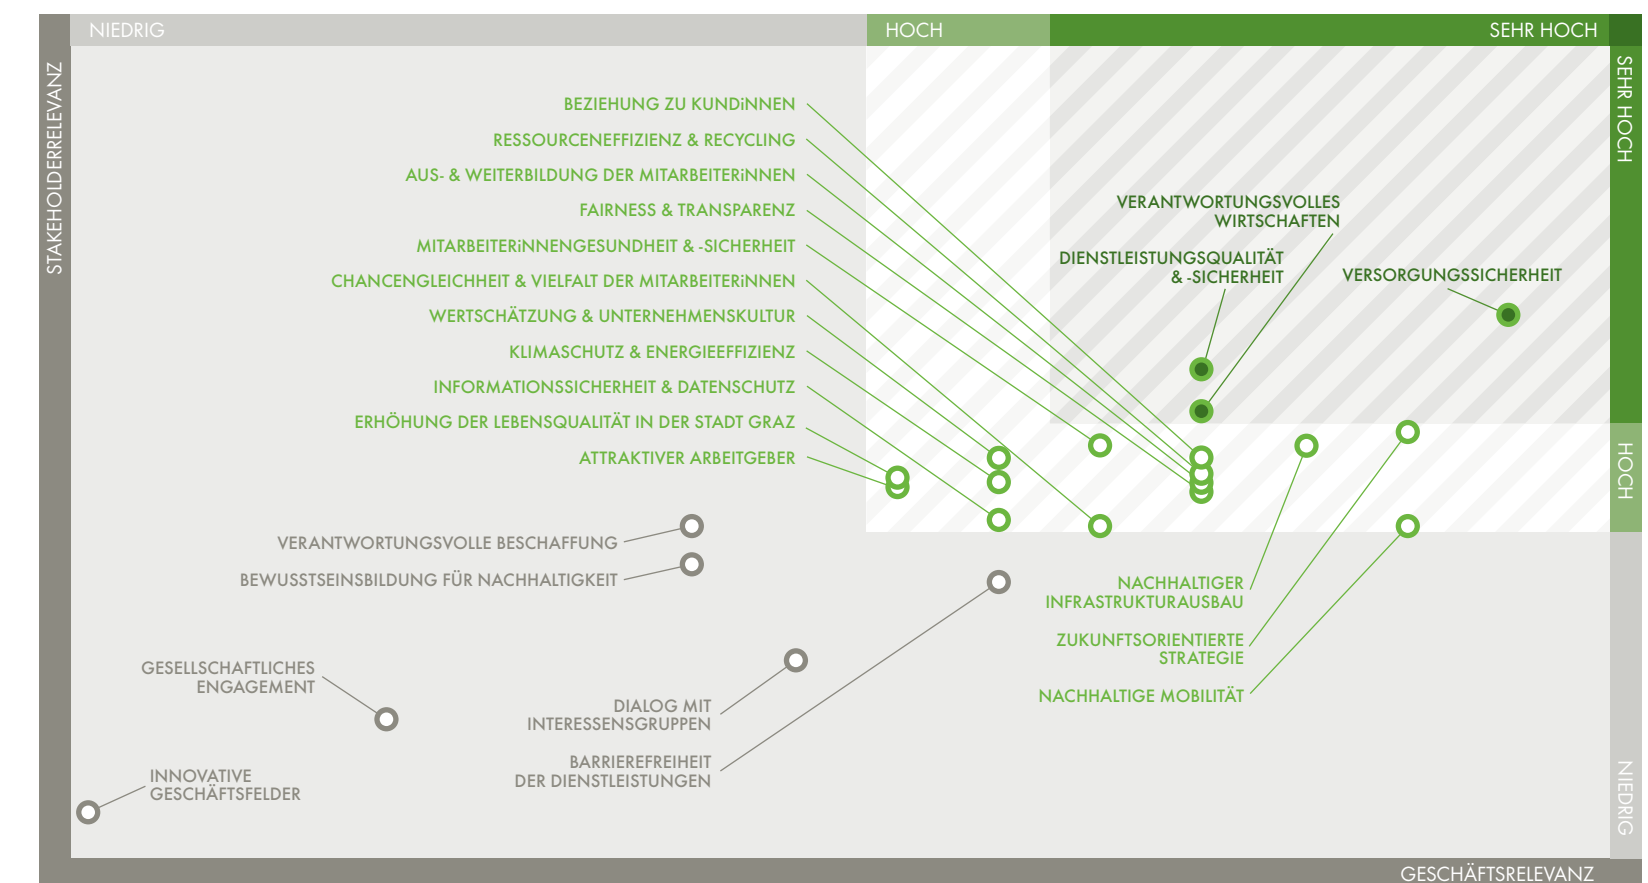 NIEDRIG
HOCH
SEHR HOCH
STAKEHOLDERRELEVANZ
SEHR HOCH
HOCH
NIEDRIG
BEZIEHUNG ZU KUNDiNNEN
RESSOURCENEFFIZIENZ & RECYCLING
AUS- & WEITERBILDUNG DER MITARBEITERiNNEN
FAIRNESS & TRANSPARENZ
MITARBEITERiNNENGESUNDHEIT & -SICHERHEIT
CHANCENGLEICHHEIT & VIELFALT DER MITARBEITERiNNEN
WERTSCHÄTZUNG & UNTERNEHMENSKULTUR
KLIMASCHUTZ & ENERGIEEFFIZIENZ
INFORMATIONSSICHERHEIT & DATENSCHUTZ
ERHÖHUNG DER LEBENSQUALITÄT IN DER STADT GRAZ
ATTRAKTIVER ARBEITGEBER
VERANTWORTUNGSVOLLES
WIRTSCHAFTEN
DIENSTLEISTUNGSQUALITÄT
& -SICHERHEIT
VERSORGUNGSSICHERHEIT
VERANTWORTUNGSVOLLE BESCHAFFUNG
BEWUSSTSEINSBILDUNG FÜR NACHHALTIGKEIT
NACHHALTIGER
INFRASTRUKTURAUSBAU
ZUKUNFTSORIENTIERTE
STRATEGIE
NACHHALTIGE MOBILITÄT
GESELLSCHAFTLICHES
ENGAGEMENT
DIALOG MIT
INTERESSENSGRUPPEN
BARRIEREFREIHEIT
DER DIENSTLEISTUNGEN
INNOVATIVE
GESCHÄFTSFELDER
GESCHÄFTSRELEVANZ